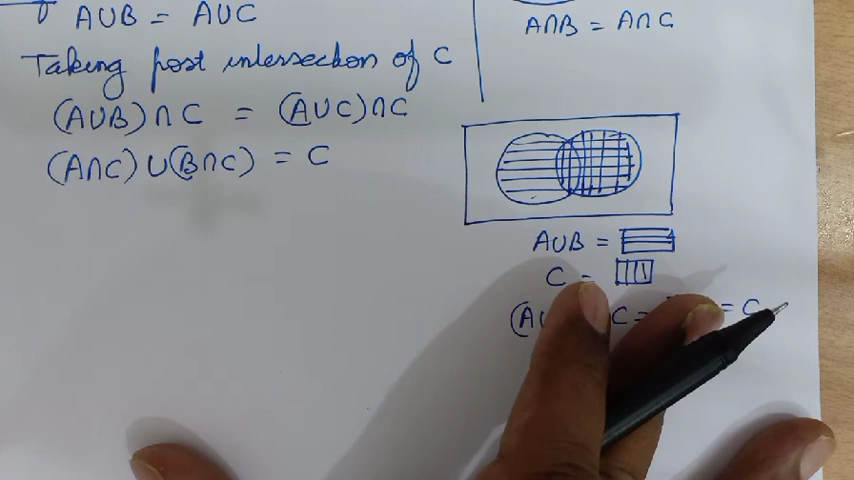 A∪B = A∪C
Taking post intersection of C
(A∪B)∩C = (A∪C)∩C
(A∩C)∪(B∩C) = C
A∩B = A∩C
A∪B =
C =
(A C = = C